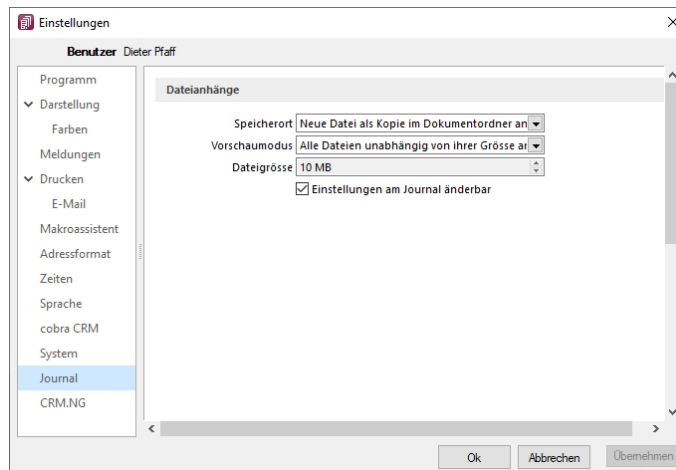 Einstellungen
Benutzer Dieter Pfaff
Programm
Darstellung
Farben
Meldungen
Drucken
E-Mail
Makroassistent
Adressformat
Zeiten
Sprache
cobra CRM
System
Journal
CRM.NG
Dateianhänge
Speicherort Neue Datei als Kopie im Dokumentordner an
Vorschaumodus Alle Dateien unabhängig von ihrer Grösse an
Dateigrösse 10 MB
Einstellungen am Journal änderbar
Ok Abbrechen Übernehmen